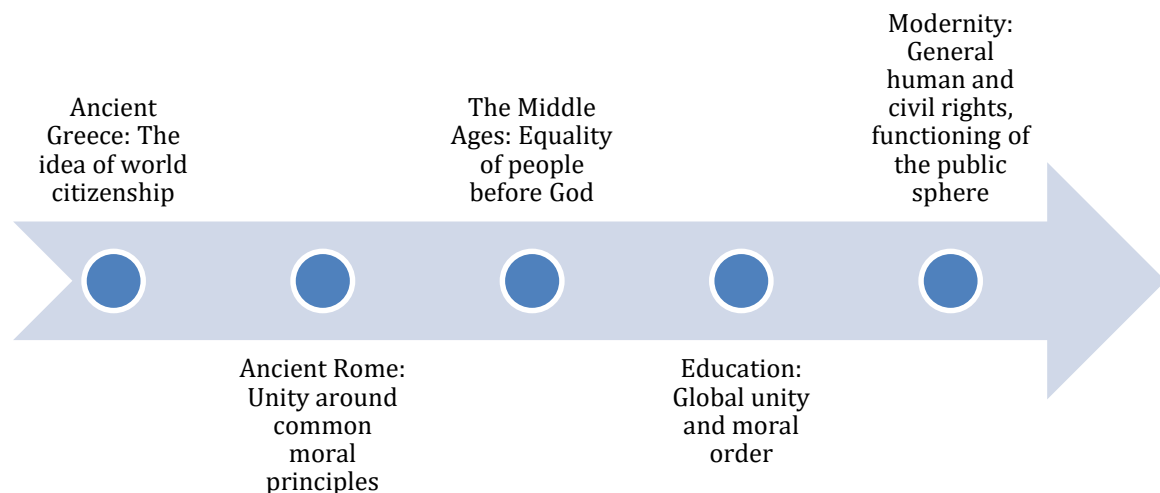 Ancient
Greece: The
idea of world
citizenship
Ancient Rome:
Unity around
common
moral
principles
The Middle
Ages: Equality
of people
before God
Education:
Global unity
and moral
order
Modernity:
General
human and
civil rights,
functioning of
the public
sphere